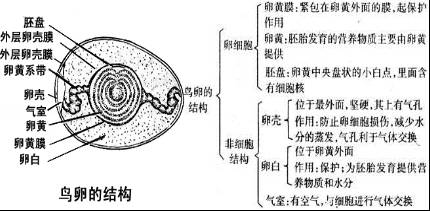 胚盘
外层卵壳膜
外层卵壳膜
卵黄系带
卵壳
气室
卵黄
卵黄膜
卵白
鸟卵的结构
鸟卵的
结构
卵细胞
卵黄膜：紧包在卵黄外面的膜，起保护
作用
卵黄：胚胎发育的营养物质主要由卵黄
提供
胚盘：卵黄中央盘状的小白点，里面含
有细胞核
非细胞
结构
卵壳
位于最外面，坚硬，其上有气孔
作用：防止卵细胞损伤，减少水
分的蒸发，气孔利于气体交换
卵白
位于卵黄外面
作用：保护；为胚胎发育提供营
养物质和水分
气室：有空气，与细胞进行气体交换